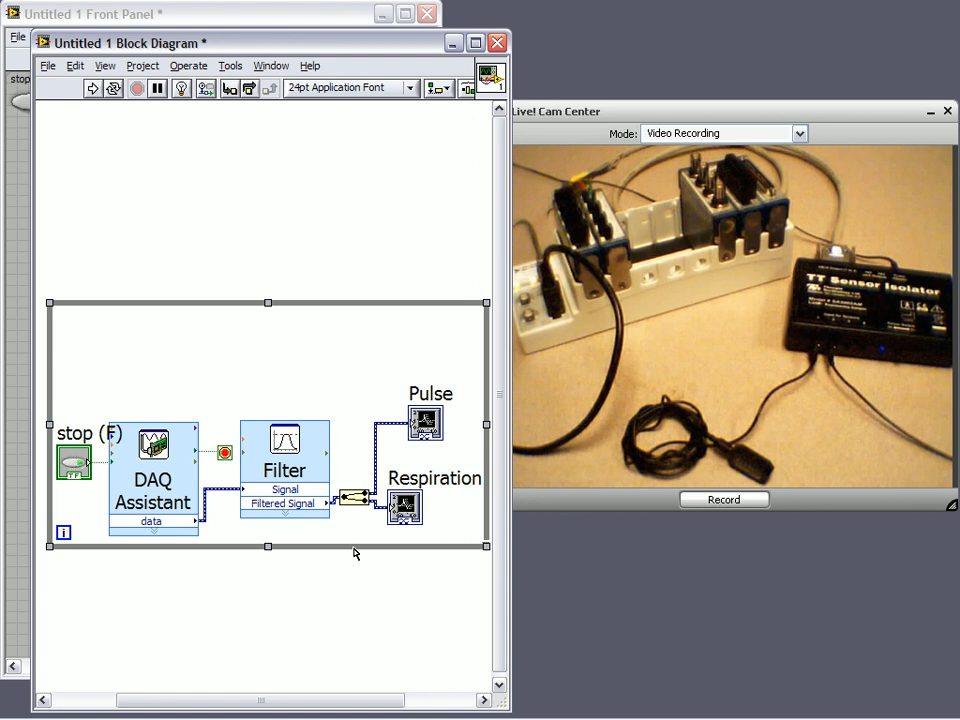 Untitled 1 Front Panel *
File
stop
Untitled 1 Block Diagram *
File Edit View Project Operate Tools Window Help
24pt Application Font
1
Live! Cam Center
Mode: Video Recording
TT Sensor Isolator
Record
Pulse
stop (F)
TF
DAQ
Assistant
data
Filter
Signal
Filtered Signal
Respiration
i